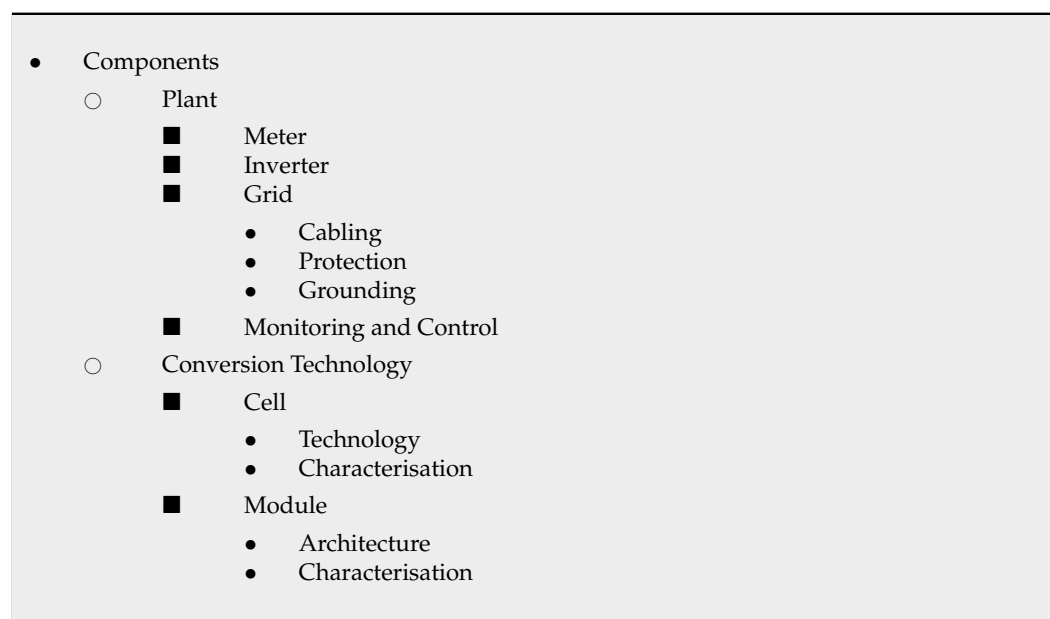 • Components
○ Plant
■ Meter
■ Inverter
■ Grid
• Cabling
• Protection
• Grounding
■ Monitoring and Control
○ Conversion Technology
■ Cell
• Technology
• Characterisation
■ Module
• Architecture
• Characterisation